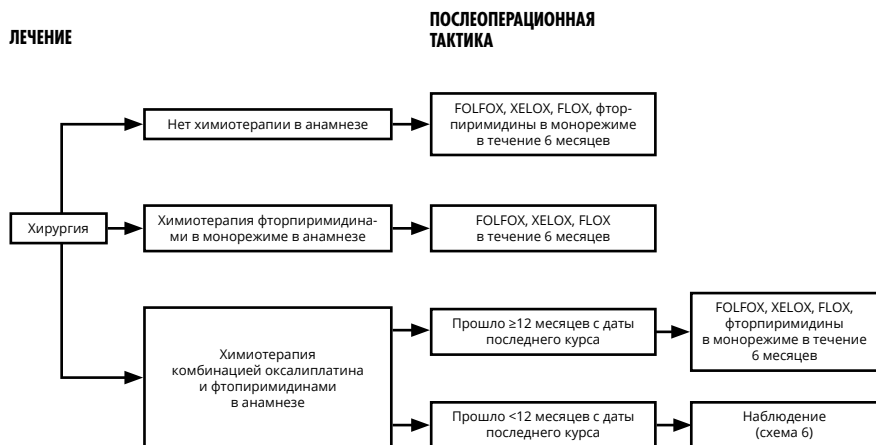 ЛЕЧЕНИЕ
ПОСЛЕОПЕРАЦИОННАЯ
ТАКТИКА
Нет химиотерапии в анамнезе
FOLFOX, XELOX, FLOX, фтор-
пиримидины в монорежиме
в течение 6 месяцев
Хирургия
Химиотерапия фторпиримидина-
ми в монорежиме в анамнезе
FOLFOX, XELOX, FLOX
в течение 6 месяцев
Химиотерапия
комбинацией оксалиплатина
и фтопиримидинами
в анамнезе
Прошло ≥12 месяцев с даты
последнего курса
FOLFOX, XELOX, FLOX,
фторпиримидины
в монорежиме в течение
6 месяцев
Прошло <12 месяцев с даты
последнего курса
Наблюдение
(схема 6)